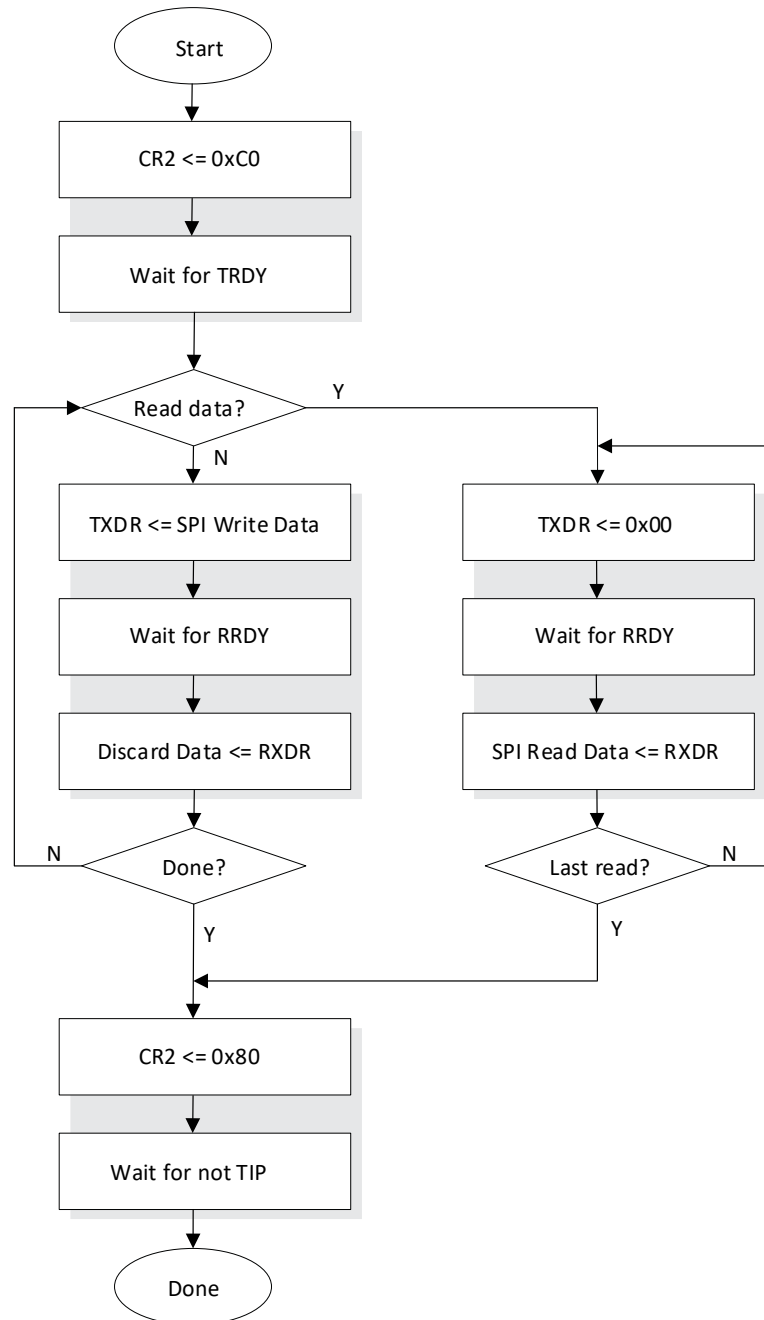 Start
CR2 <= 0xC0
Wait for TRDY
Read data?
Y
N
TXDR <= SPI Write Data
TXDR <= 0x00
Wait for RRDY
Wait for RRDY
Discard Data <= RXDR
SPI Read Data <= RXDR
N
Done?
Last read?
N
Y
Y
CR2 <= 0x80
Wait for not TIP
Done